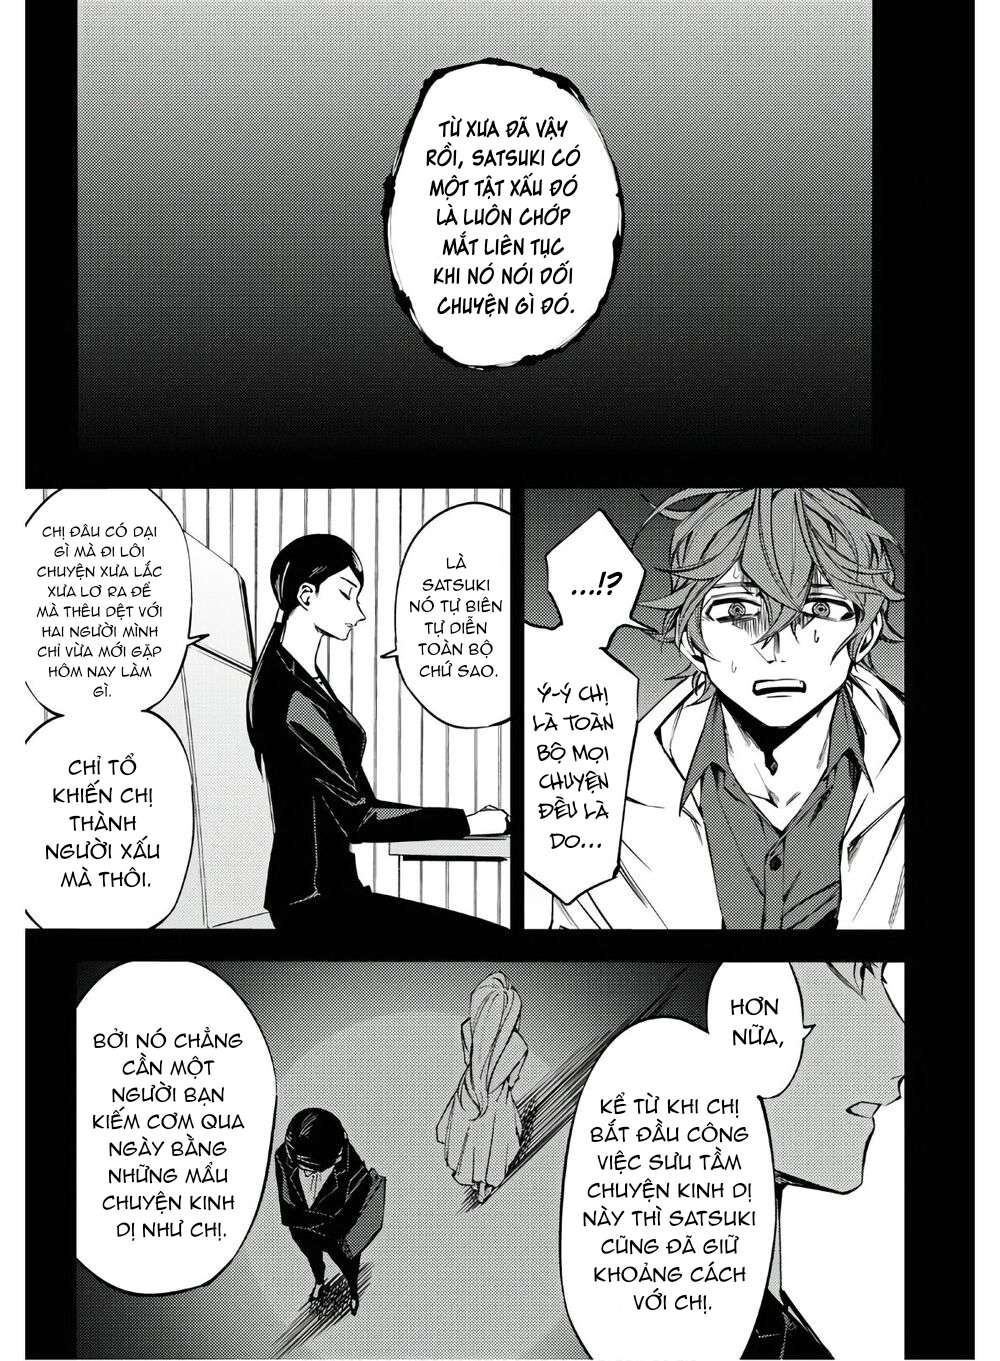 TỪ XƯA ĐÃ VẬY
RỒI, SATSUKI CÓ
MỘT TẬT XẤU ĐÓ
LÀ LUÔN CHỚP
MẮT LIÊN TỤC
KHI NÓ NÓI DỐI
CHUYỆN GÌ ĐÓ.
...!?
Ý-Ý CHỊ
LÀ TOÀN
BỘ MỌI
CHUYỆN
ĐỀU LÀ
DO...
LÀ
SATSUKI
NÓ TỰ BIÊN
TỰ DIỄN
TOÀN BỘ
CHỨ SAO.
CHỊ ĐÂU CÓ DẠI
GÌ MÀ ĐI LÔI
CHUYỆN XƯA LẮC
XƯA LƠ RA ĐỂ
MÀ THÊU DỆT VỚI
HAI NGƯỜI MÌNH
CHỈ VỪA MỚI GẶP
HÔM NAY LÀM
GÌ.
CHỈ TỔ
KHIẾN CHỊ
THÀNH
NGƯỜI XẤU
MÀ THÔI.
HƠN
NỮA,
KỂ TỪ KHI CHỊ
BẮT ĐẦU CÔNG
VIỆC SƯU TẦM
CHUYỆN KINH DỊ
NÀY THÌ SATSUKI
CŨNG ĐÃ GIỮ
KHOẢNG CÁCH
VỚI CHỊ.
BỞI NÓ CHẲNG
CẦN MỘT
NGƯỜI BẠN
KIẾM CƠM QUA
NGÀY BẰNG
NHỮNG MẨU
CHUYỆN KINH
DỊ NHƯ CHỊ.